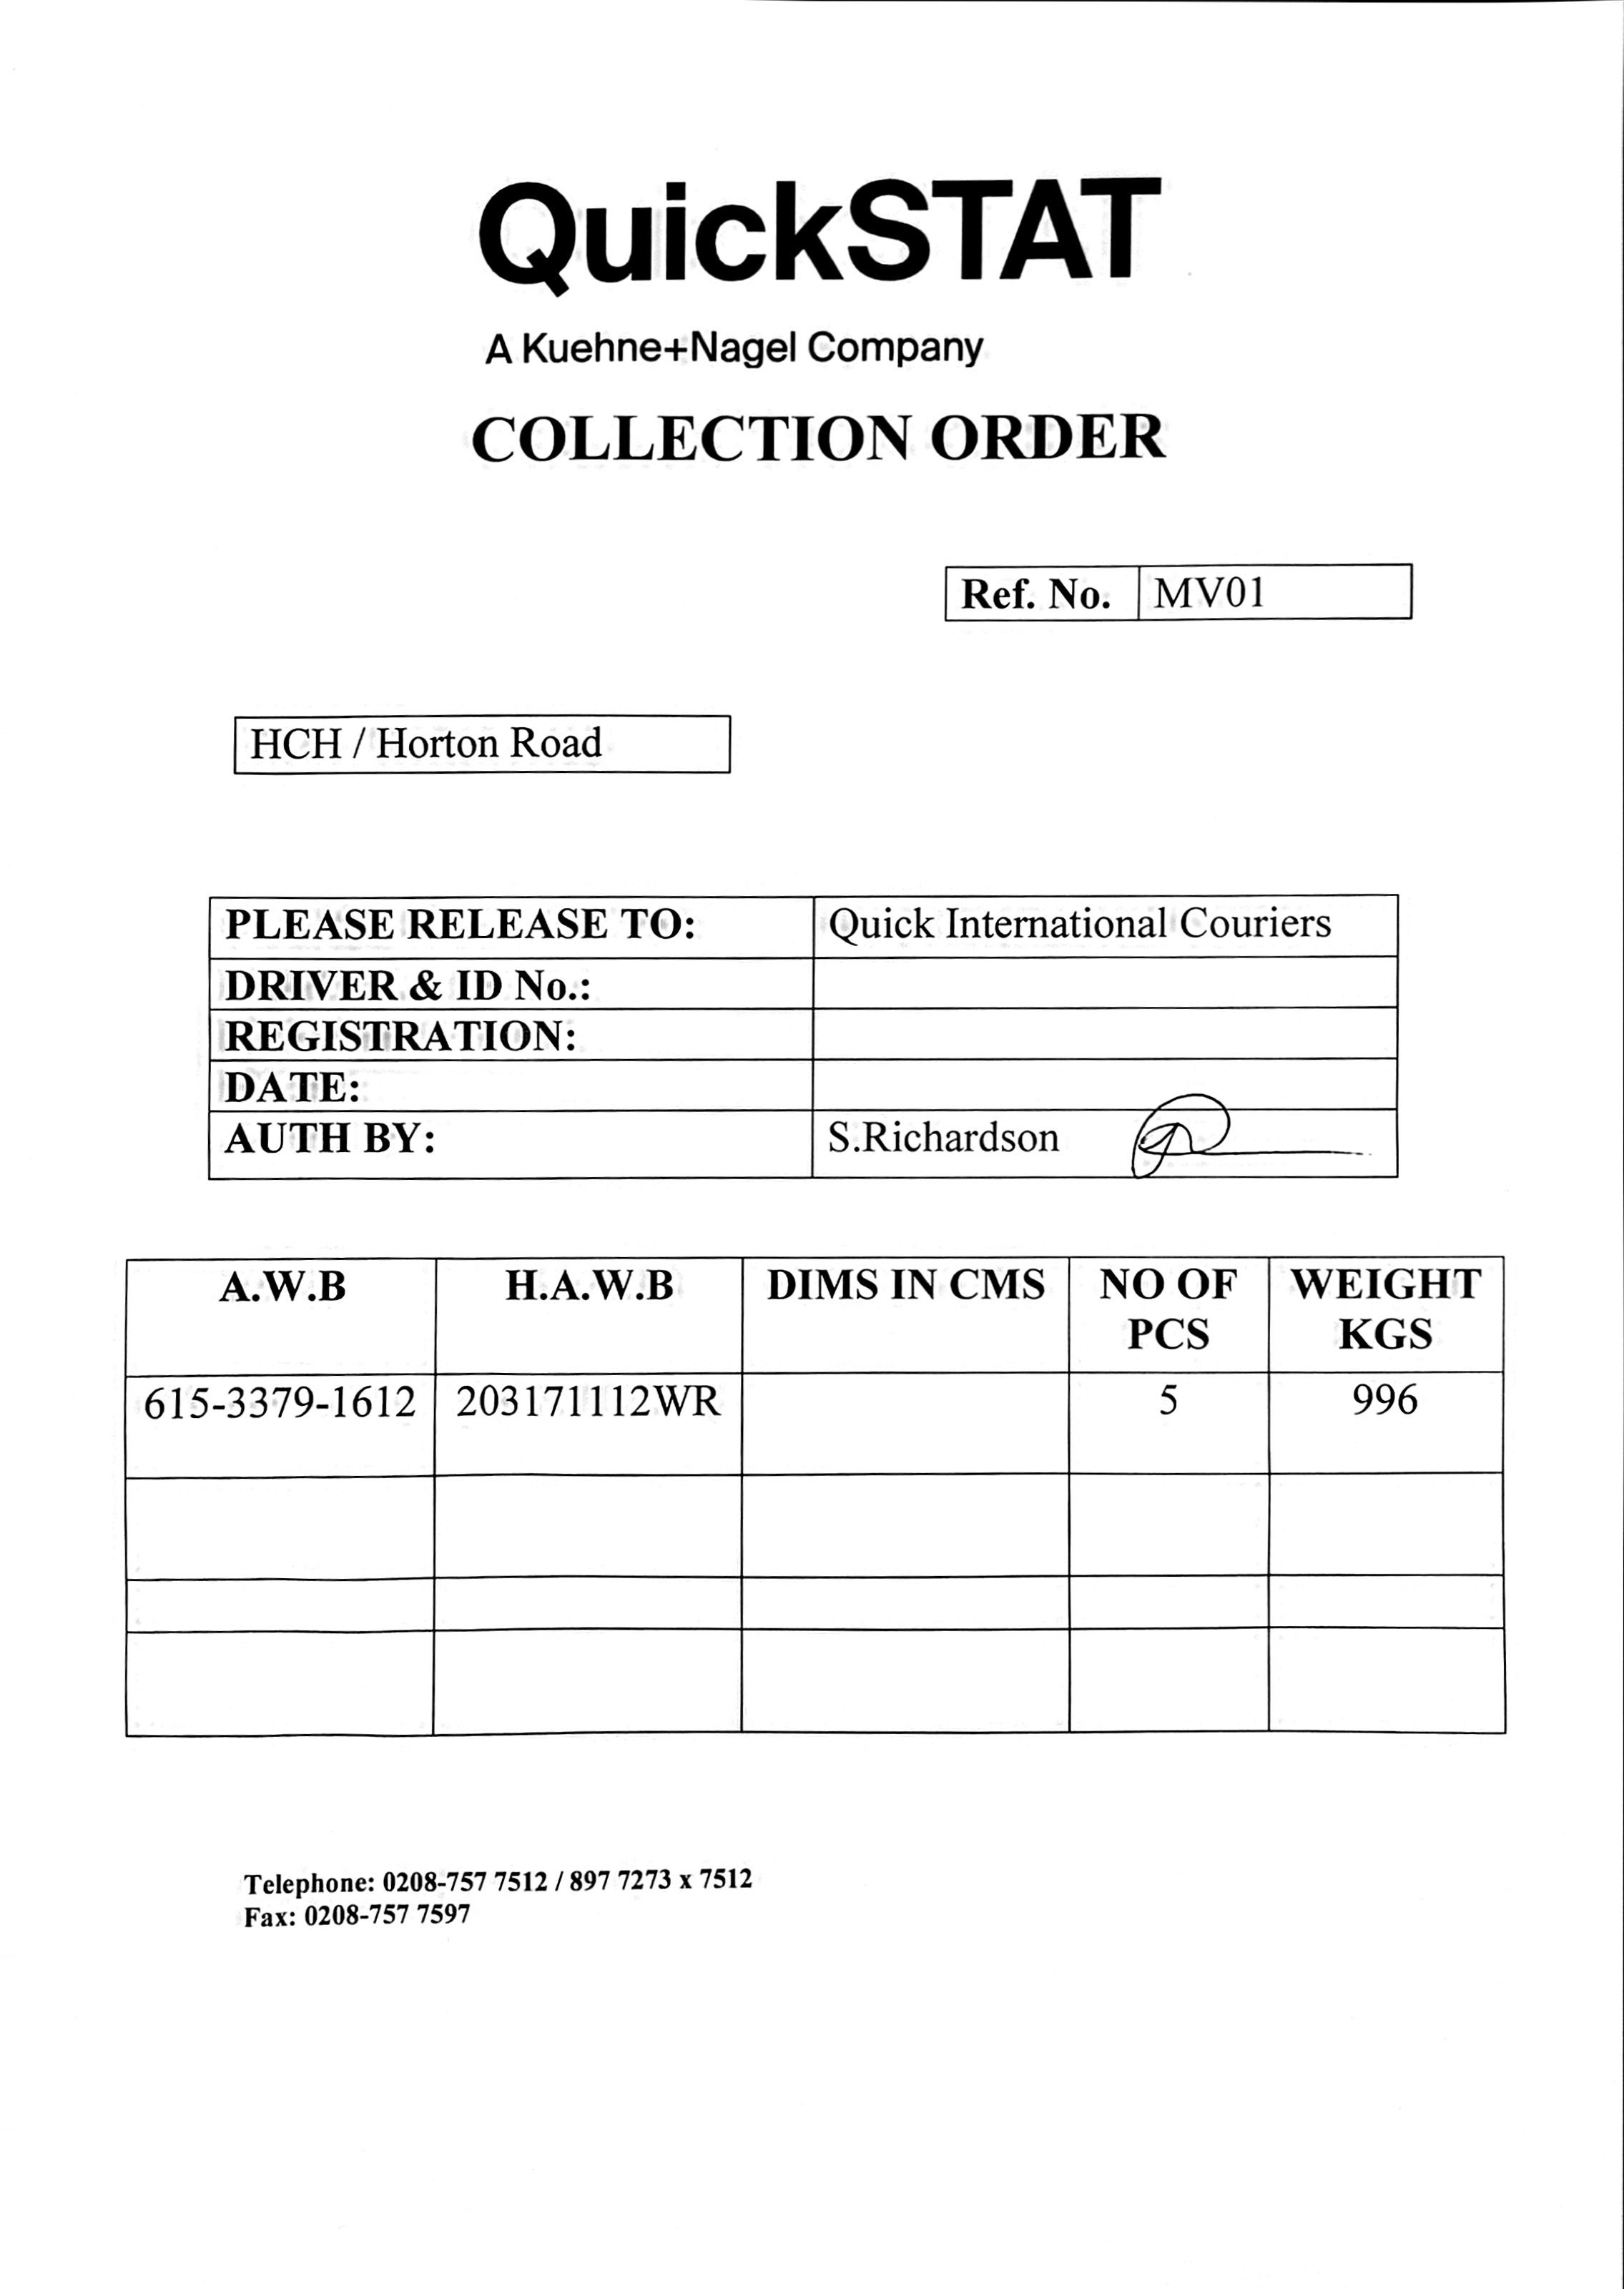 QuickSTAT
A Kuehne+Nagel Company
COLLECTION ORDER
Ref. No. MV01
HCH / Horton Road
PLEASE RELEASE TO: Quick International Couriers
DRIVER & ID No.:
REGISTRATION:
DATE:
AUTH BY: S.Richardson
A.W.B H.A.W.B DIMS IN CMS NO OF PCS WEIGHT KGS
615-3379-1612 203171112WR 5 996
Telephone: 0208-757 7512 / 897 7273 x 7512
Fax: 0208-757 7597